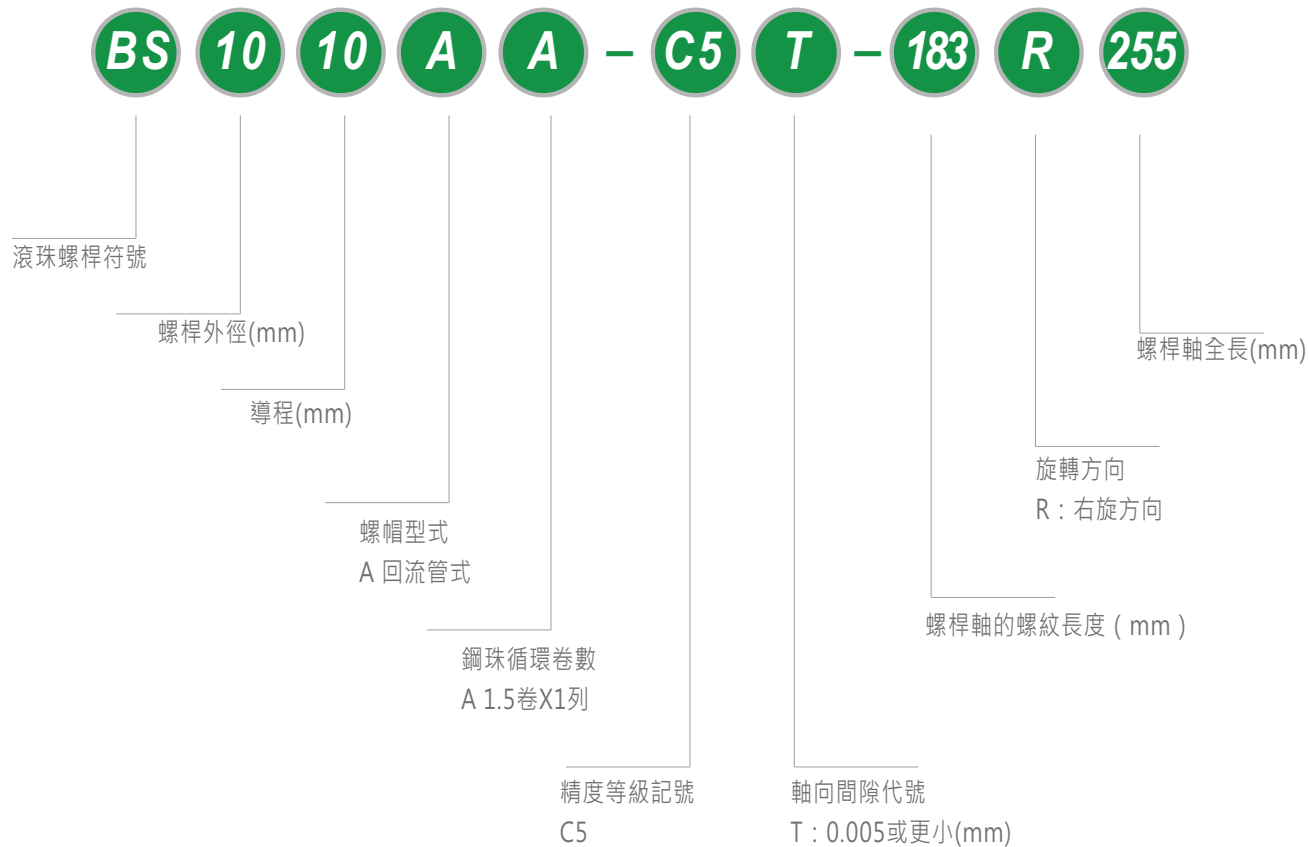 BS 10 10 A A – C5 T – 183 R 255
滾珠螺桿符號
螺桿外徑(mm)
螺桿軸全長(mm)
導程(mm)
旋轉方向
R：右旋方向
螺帽型式
A 回流管式
螺桿軸的螺紋長度 ( mm )
鋼珠循環卷數
A 1.5卷X1列
精度等級記號
C5
軸向間隙代號
T：0.005或更小(mm)